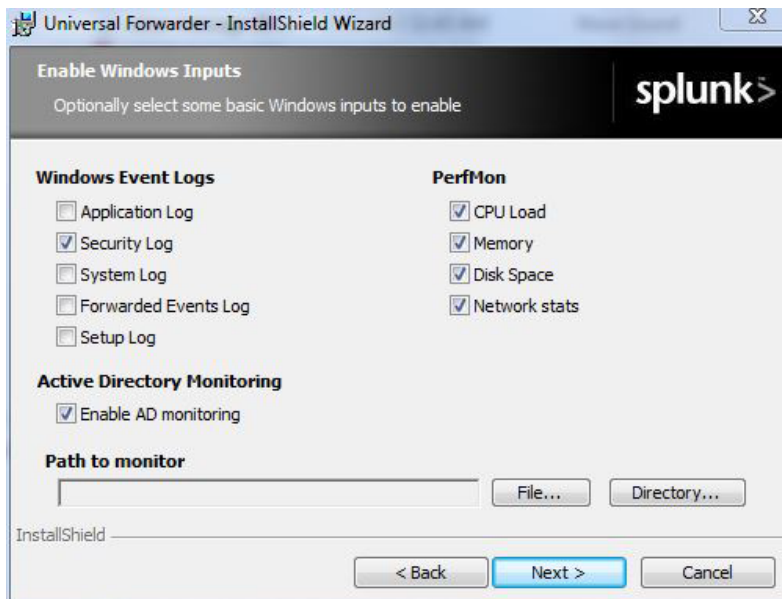 Universal Forwarder - InstallShield Wizard
Enable Windows Inputs
Optionally select some basic Windows inputs to enable
splunk>
Windows Event Logs
Application Log
Security Log
System Log
Forwarded Events Log
Setup Log
PerfMon
CPU Load
Memory
Disk Space
Network stats
Active Directory Monitoring
Enable AD monitoring
Path to monitor
File...
Directory...
InstallShield
< Back
Next >
Cancel